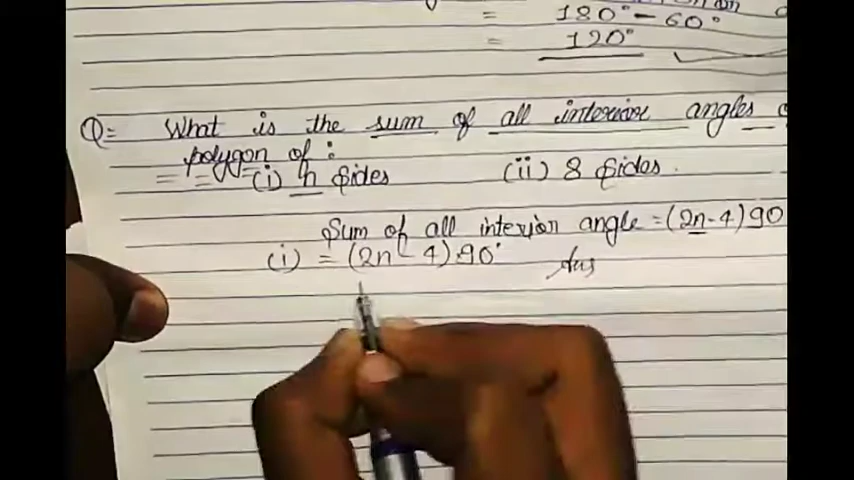 = 180° - 60°
= 120°
Q= What is the sum of all interior angles
polygon of :
(i) n sides (ii) 8 sides.
Sum of all interior angle = (2n-4)90
(i) = (2n - 4) 90° Ans